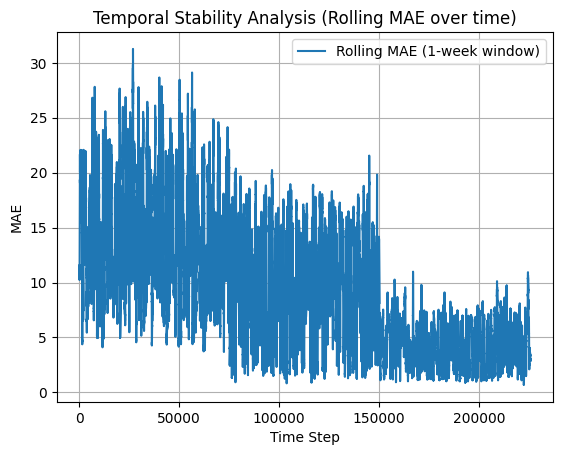 Temporal Stability Analysis (Rolling MAE over time)
Rolling MAE (1-week window)
MAE
30
25
20
15
10
5
0
0 50000 100000 150000 200000
Time Step